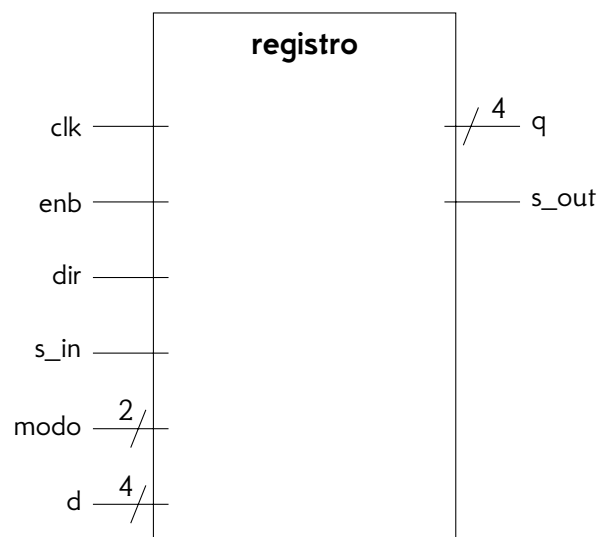 registro
clk
4
q
enb
s_out
dir
s_in
modo
2
d
4